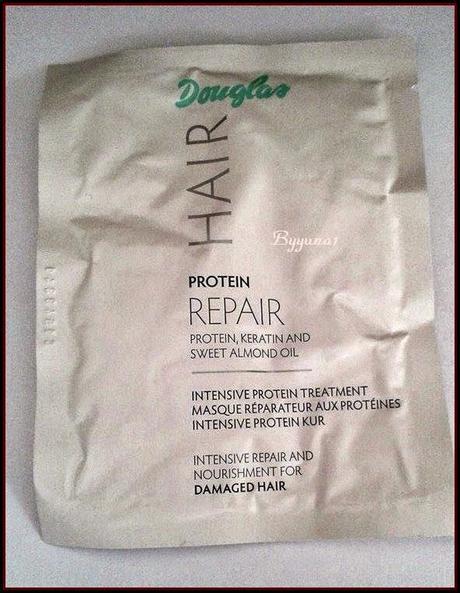 Douglas
HAIR
Byyuna1
PROTEIN
REPAIR
PROTEIN, KERATIN AND
SWEET ALMOND OIL
INTENSIVE PROTEIN TREATMENT
MASQUE RÉPARATEUR AUX PROTÉINES
INTENSIVE PROTEIN KUR
INTENSIVE REPAIR AND
NOURISHMENT FOR
DAMAGED HAIR